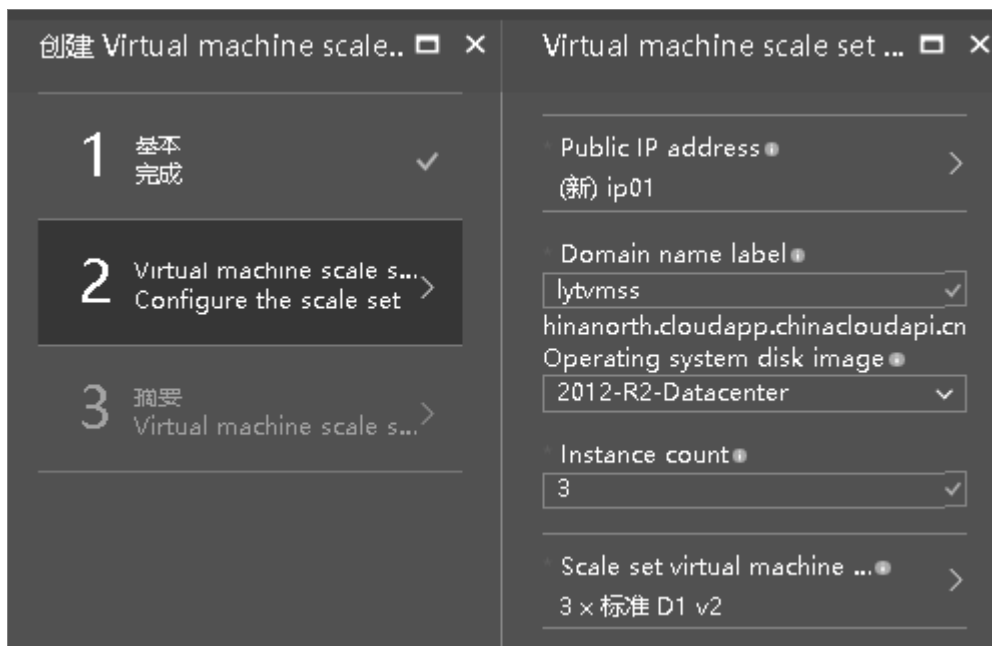 创建 Virtual machine scale..
1
基本
完成
2
Virtual machine scale s...
Configure the scale set
3
摘要
Virtual machine scale s...
Virtual machine scale set ...
* Public IP address
(新) ip01
* Domain name label
lytvmss
hinanorth.cloudapp.chinacloudapi.cn
Operating system disk image
2012-R2-Datacenter
* Instance count
3
* Scale set virtual machine ...
3 x 标准 D1 v2